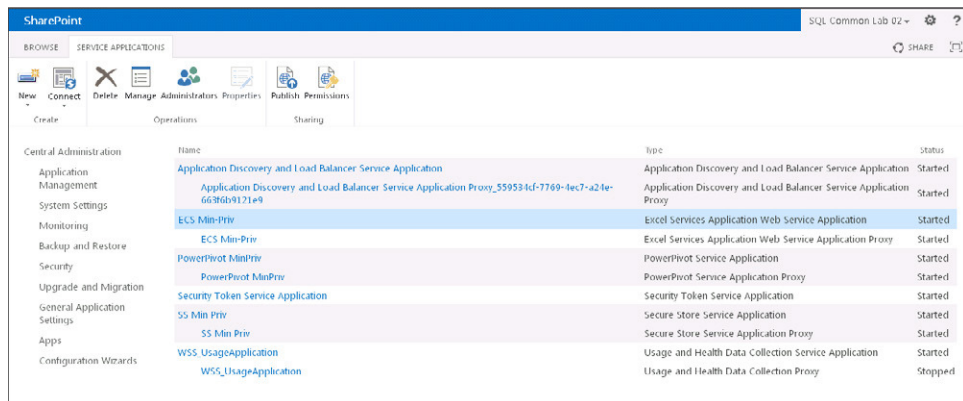 SharePoint
SQL Common Lab 02
?
BROWSE SERVICE APPLICATIONS
SHARE
New Connect Delete Manage Administrators Properties Publish Permissions
Create Operations Sharing
Central Administration
Application Management
System Settings
Monitoring
Backup and Restore
Security
Upgrade and Migration
General Application Settings
Apps
Configuration Wizards
Name Type Status
Application Discovery and Load Balancer Service Application Application Discovery and Load Balancer Service Application Started
Application Discovery and Load Balancer Service Application Proxy_559534cf-7769-4ec7-a24e- Application Discovery and Load Balancer Service Application Started
663f6b9121e9 Proxy
ECS Min-Priv Excel Services Application Web Service Application Started
ECS Min-Priv Excel Services Application Web Service Application Proxy Started
PowerPivot MinPriv PowerPivot Service Application Started
PowerPivot MinPriv PowerPivot Service Application Proxy Started
Security Token Service Application Security Token Service Application Started
SS Min Priv Secure Store Service Application Started
SS Min Priv Secure Store Service Application Proxy Started
WSS_UsageApplication Usage and Health Data Collection Service Application Started
WSS_UsageApplication Usage and Health Data Collection Proxy Stopped